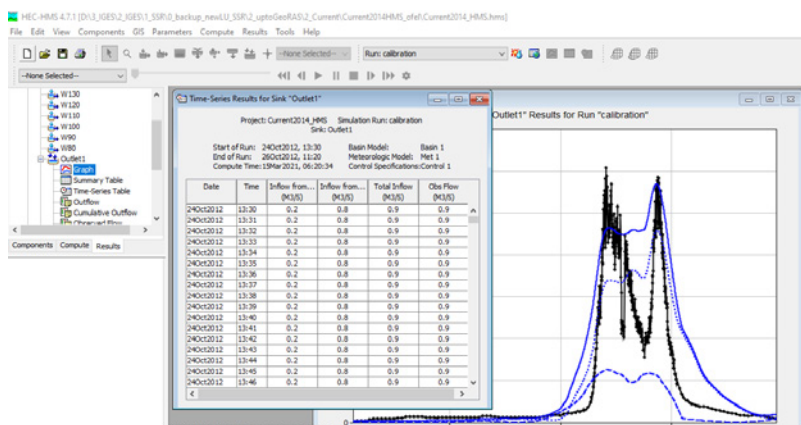 HEC-HMS 4.7.1 [D:\3_IGES\2_IGES\1_SSR\0_backup_newLU_SSR\2_uptoGeoRAS\2_Current\Current2014HMS_ofel\Current2014_HMS.hms]
File Edit View Components GIS Parameters Compute Results Tools Help
--None Selected-- Run: calibration
--None Selected--
W130
W120
W110
W100
W90
W80
Outlet1
Graph
Summary Table
Time-Series Table
Outflow
Cumulative Outflow
Observed Flow
Components Compute Results
Time-Series Results for Sink "Outlet1"
Project: Current2014_HMS Simulation Run: calibration
Sink: Outlet1
Start of Run: 24Oct2012, 13:30 Basin Model: Basin 1
End of Run: 26Oct2012, 11:20 Meteorologic Model: Met 1
Compute Time: 15Mar2021, 06:20:34 Control Specifications: Control 1
Date Time Inflow from... Inflow from... Total Inflow Obs Flow
(M3/S) (M3/S) (M3/S) (M3/S)
24Oct2012 13:30 0.2 0.8 0.9 0.9
24Oct2012 13:31 0.2 0.8 0.9 0.9
24Oct2012 13:32 0.2 0.8 0.9 0.9
24Oct2012 13:33 0.2 0.8 0.9 0.9
24Oct2012 13:34 0.2 0.8 0.9 0.9
24Oct2012 13:35 0.2 0.8 0.9 0.9
24Oct2012 13:36 0.2 0.8 0.9 0.9
24Oct2012 13:37 0.2 0.8 0.9 0.9
24Oct2012 13:38 0.2 0.8 0.9 0.9
24Oct2012 13:39 0.2 0.8 0.9 0.9
24Oct2012 13:40 0.2 0.8 0.9 0.9
24Oct2012 13:41 0.2 0.8 0.9 0.9
24Oct2012 13:42 0.2 0.8 0.9 0.9
24Oct2012 13:43 0.2 0.8 0.9 0.9
24Oct2012 13:44 0.2 0.8 0.9 0.9
24Oct2012 13:45 0.2 0.8 0.9 0.9
24Oct2012 13:46 0.2 0.8 0.9 0.9
Outlet1" Results for Run "calibration"
0